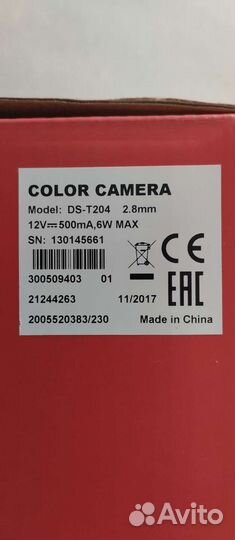 COLOR CAMERA
Model: DS-T204 2.8mm
12V⎓500mA,6W MAX
SN: 130145661
300509403 01
21244263 11/2017
2005520383/230 Made in China
CE EAC
Avito